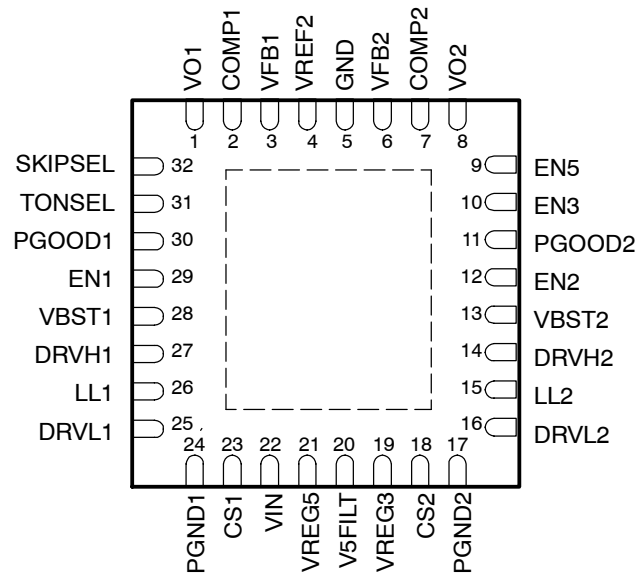 VO1
COMP1
VFB1
VREF2
GND
VFB2
COMP2
VO2
1
2
3
4
5
6
7
8
SKIPSEL 32
TONSEL 31
PGOOD1 30
EN1 29
VBST1 28
DRVH1 27
LL1 26
DRVL1 25
9 EN5
10 EN3
11 PGOOD2
12 EN2
13 VBST2
14 DRVH2
15 LL2
16 DRVL2
24
23
22
21
20
19
18
17
PGND1
CS1
VIN
VREG5
V5FILT
VREG3
CS2
PGND2